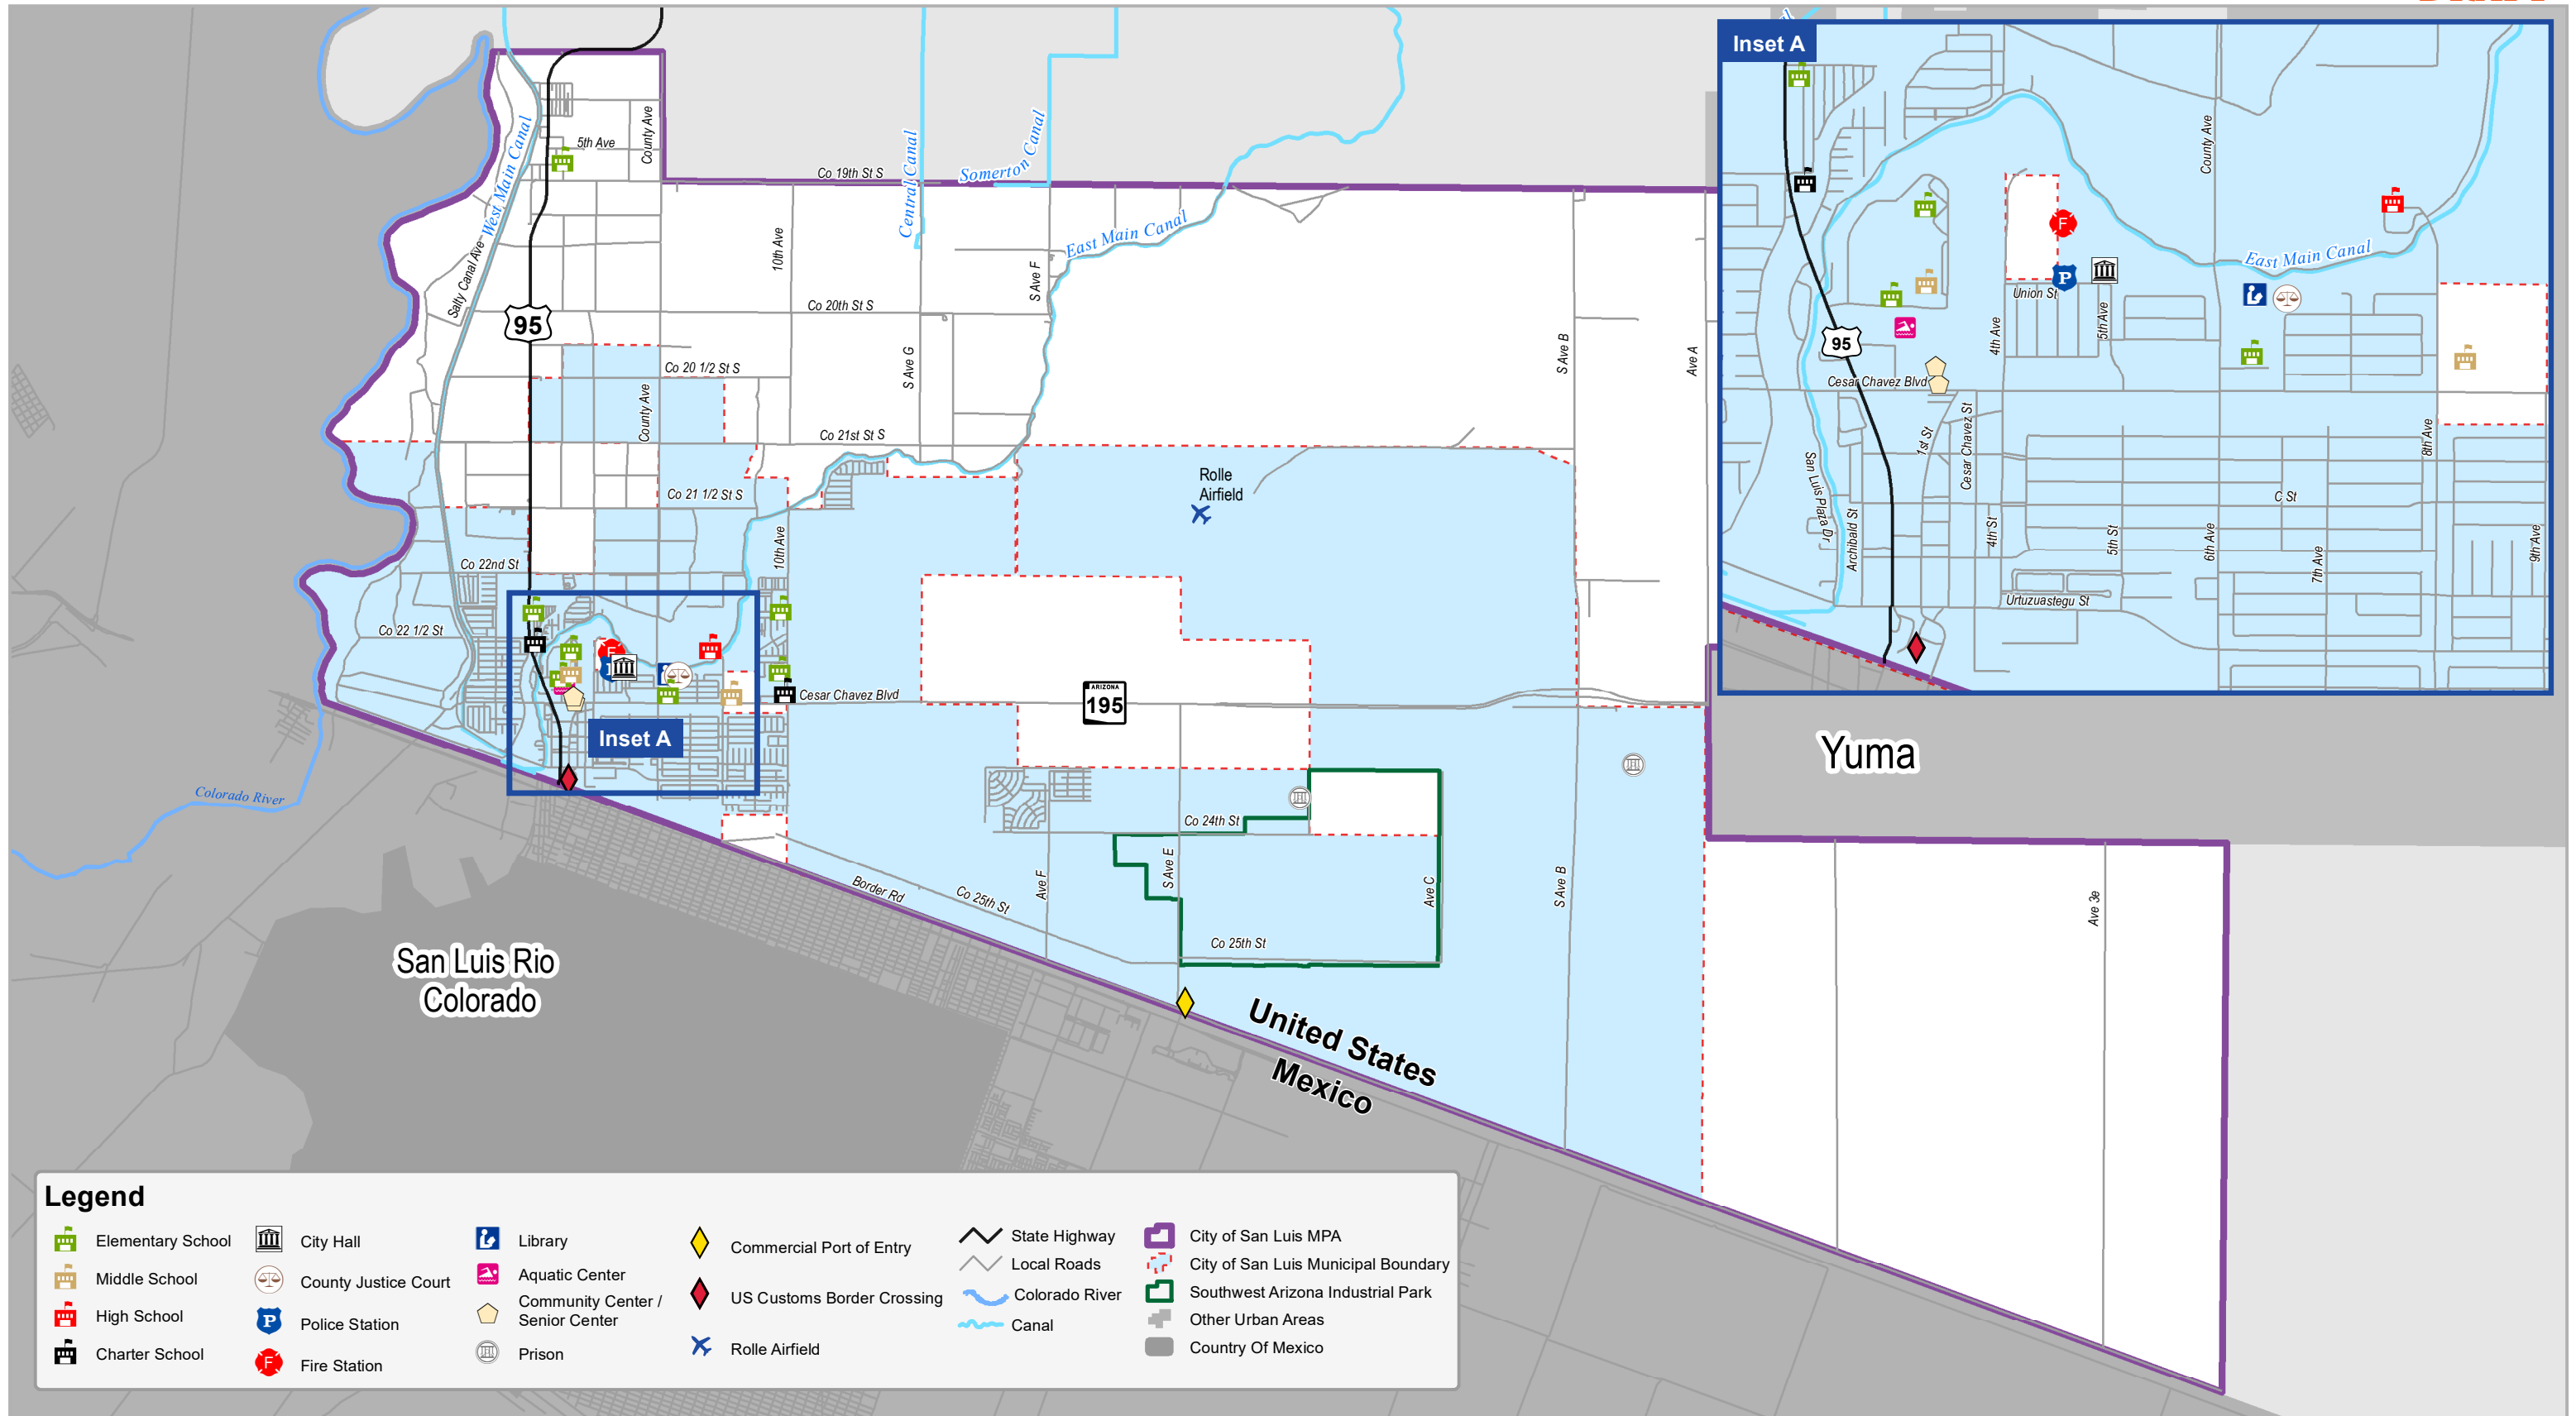 Inset A
County Ave
5th Ave
West Main Canal
Central Canal
Somerton Canal
Co 19th St S
10th Ave
East Main Canal
Salty Canal Ave
S Ave F
95
Co 20th St S
S Ave G
S Ave B
Ave A
Co 20 1/2 St S
County Ave
Co 21st St S
Rolle
Airfield
Co 21 1/2 St S
10th Ave
Co 22nd St
Co 22 1/2 St
F
Cesar Chavez Blvd
ARIZONA
195
Inset A
Colorado River
Co 24th St
Border Rd
Co 25th St
Ave F
S Ave E
Ave C
S Ave B
Co 25th St
Ave 3e
Yuma
San Luis Rio
Colorado
United States
Mexico
County Ave
F
East Main Canal
P
Union St
4th Ave
5th Ave
95
Cesar Chavez Blvd
1st St
Cesar Chavez St
8th Ave
San Luis Plaza Dr
Archibald St
C St
4th St
5th St
6th Ave
7th Ave
9th Ave
Urtuzuastegu St
Legend
Elementary School
Middle School
High School
Charter School
City Hall
County Justice Court
P
Police Station
F
Fire Station
Library
Aquatic Center
Community Center /
Senior Center
Prison
Commercial Port of Entry
US Customs Border Crossing
Rolle Airfield
State Highway
Local Roads
Colorado River
Canal
City of San Luis MPA
City of San Luis Municipal Boundary
Southwest Arizona Industrial Park
Other Urban Areas
Country Of Mexico